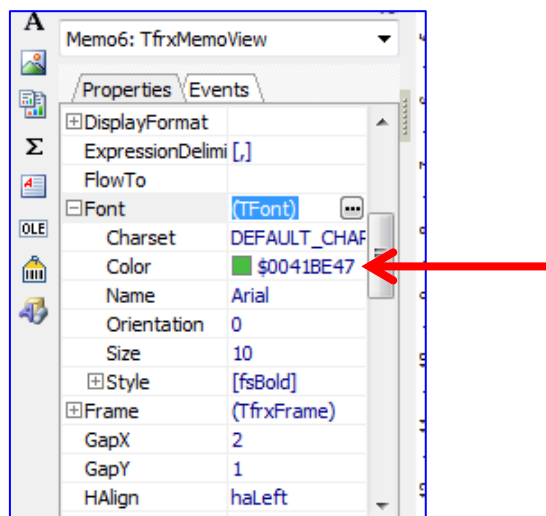 A
Memo6: TfrxMemoView
Properties Events
DisplayFormat
Σ
ExpressionDelimi [,]
FlowTo
Font (TFont) ...
OLE
Charset DEFAULT_CHAF
Color $0041BE47
Name Arial
Orientation 0
Size 10
Style [fsBold]
Frame (TfrxFrame)
GapX 2
GapY 1
HAlign haLeft